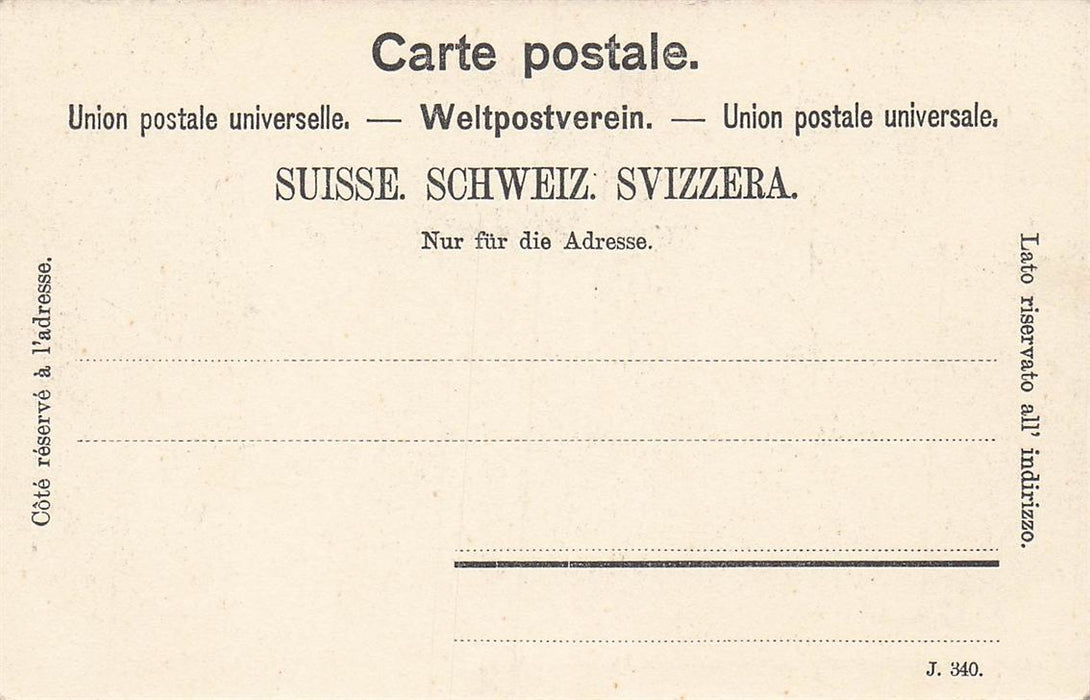 Carte postale.
Union postale universelle. — Weltpostverein. — Union postale universale.
SUISSE. SCHWEIZ. SVIZZERA.
Nur für die Adresse.
Côté réservé à l'adresse.
Lato riservato all' indirizzo.
J. 340.